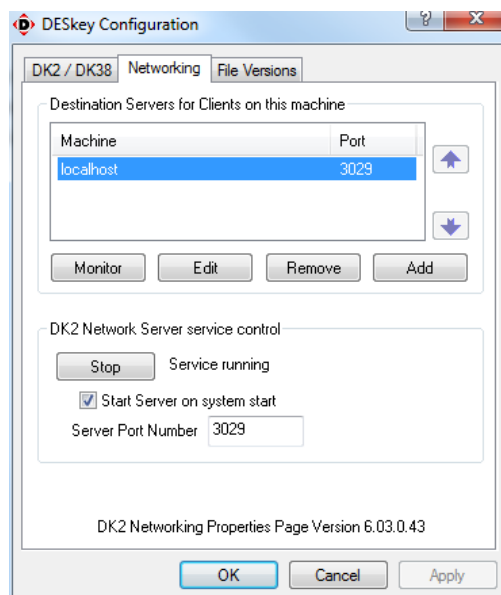 DESkey Configuration
DK2 / DK38 Networking File Versions
Destination Servers for Clients on this machine
Machine Port
localhost 3029
Monitor Edit Remove Add
DK2 Network Server service control
Stop Service running
Start Server on system start
Server Port Number 3029
DK2 Networking Properties Page Version 6.03.0.43
OK Cancel Apply